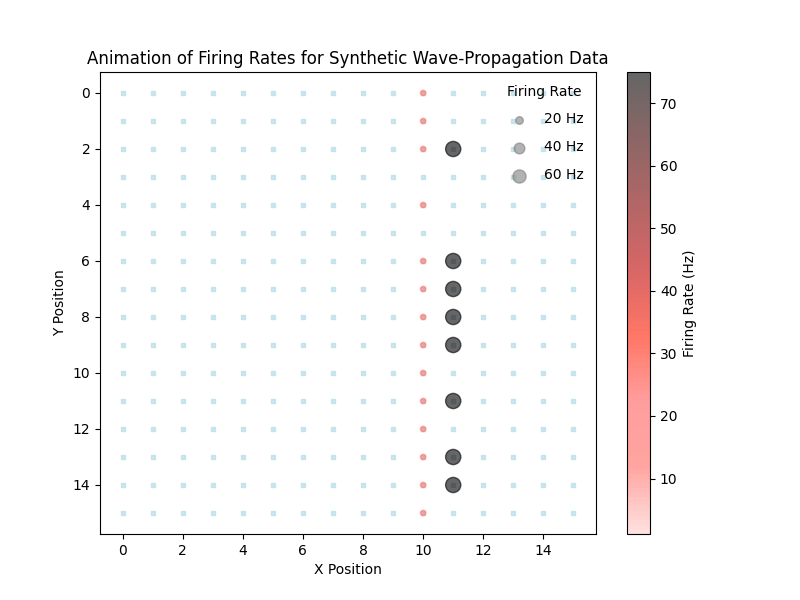 Animation of Firing Rates for Synthetic Wave-Propagation Data
Firing Rate
20 Hz
40 Hz
60 Hz
0
2
4
6
8
10
12
14
Y Position
0 2 4 6 8 10 12 14
X Position
70
60
50
40
30
20
10
Firing Rate (Hz)